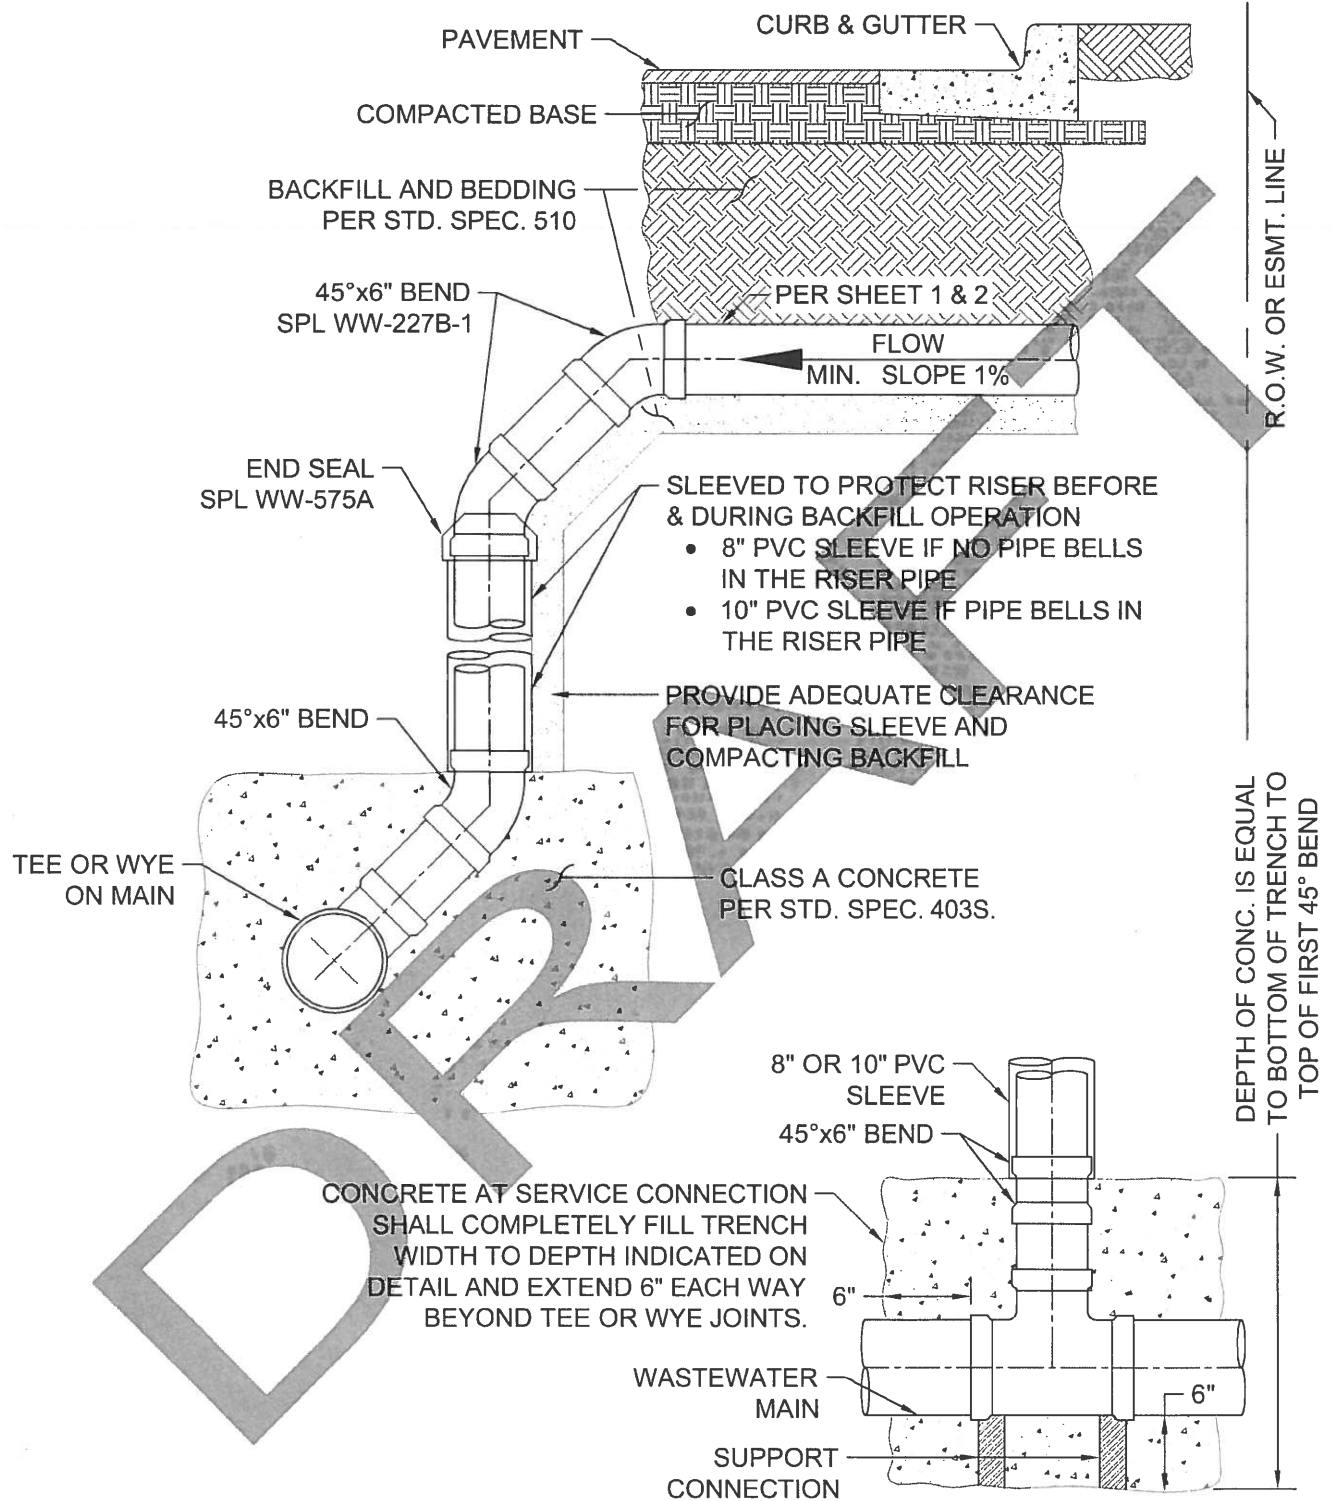 PAVEMENT
CURB & GUTTER
COMPACTED BASE
BACKFILL AND BEDDING
PER STD. SPEC. 510
R.O.W. OR ESMT. LINE
45°x6" BEND
SPL WW-227B-1
PER SHEET 1 & 2
FLOW
MIN. SLOPE 1%
END SEAL
SPL WW-575A
SLEEVED TO PROTECT RISER BEFORE
& DURING BACKFILL OPERATION
• 8" PVC SLEEVE IF NO PIPE BELLS
IN THE RISER PIPE
• 10" PVC SLEEVE IF PIPE BELLS IN
THE RISER PIPE
45°x6" BEND
PROVIDE ADEQUATE CLEARANCE
FOR PLACING SLEEVE AND
COMPACTING BACKFILL
TEE OR WYE
ON MAIN
CLASS A CONCRETE
PER STD. SPEC. 403S.
DEPTH OF CONC. IS EQUAL
TO BOTTOM OF TRENCH TO
TOP OF FIRST 45° BEND
8" OR 10" PVC
SLEEVE
45°x6" BEND
CONCRETE AT SERVICE CONNECTION
SHALL COMPLETELY FILL TRENCH
WIDTH TO DEPTH INDICATED ON
DETAIL AND EXTEND 6" EACH WAY
BEYOND TEE OR WYE JOINTS.
6"
WASTEWATER
MAIN
6"
SUPPORT
CONNECTION
DRAFT